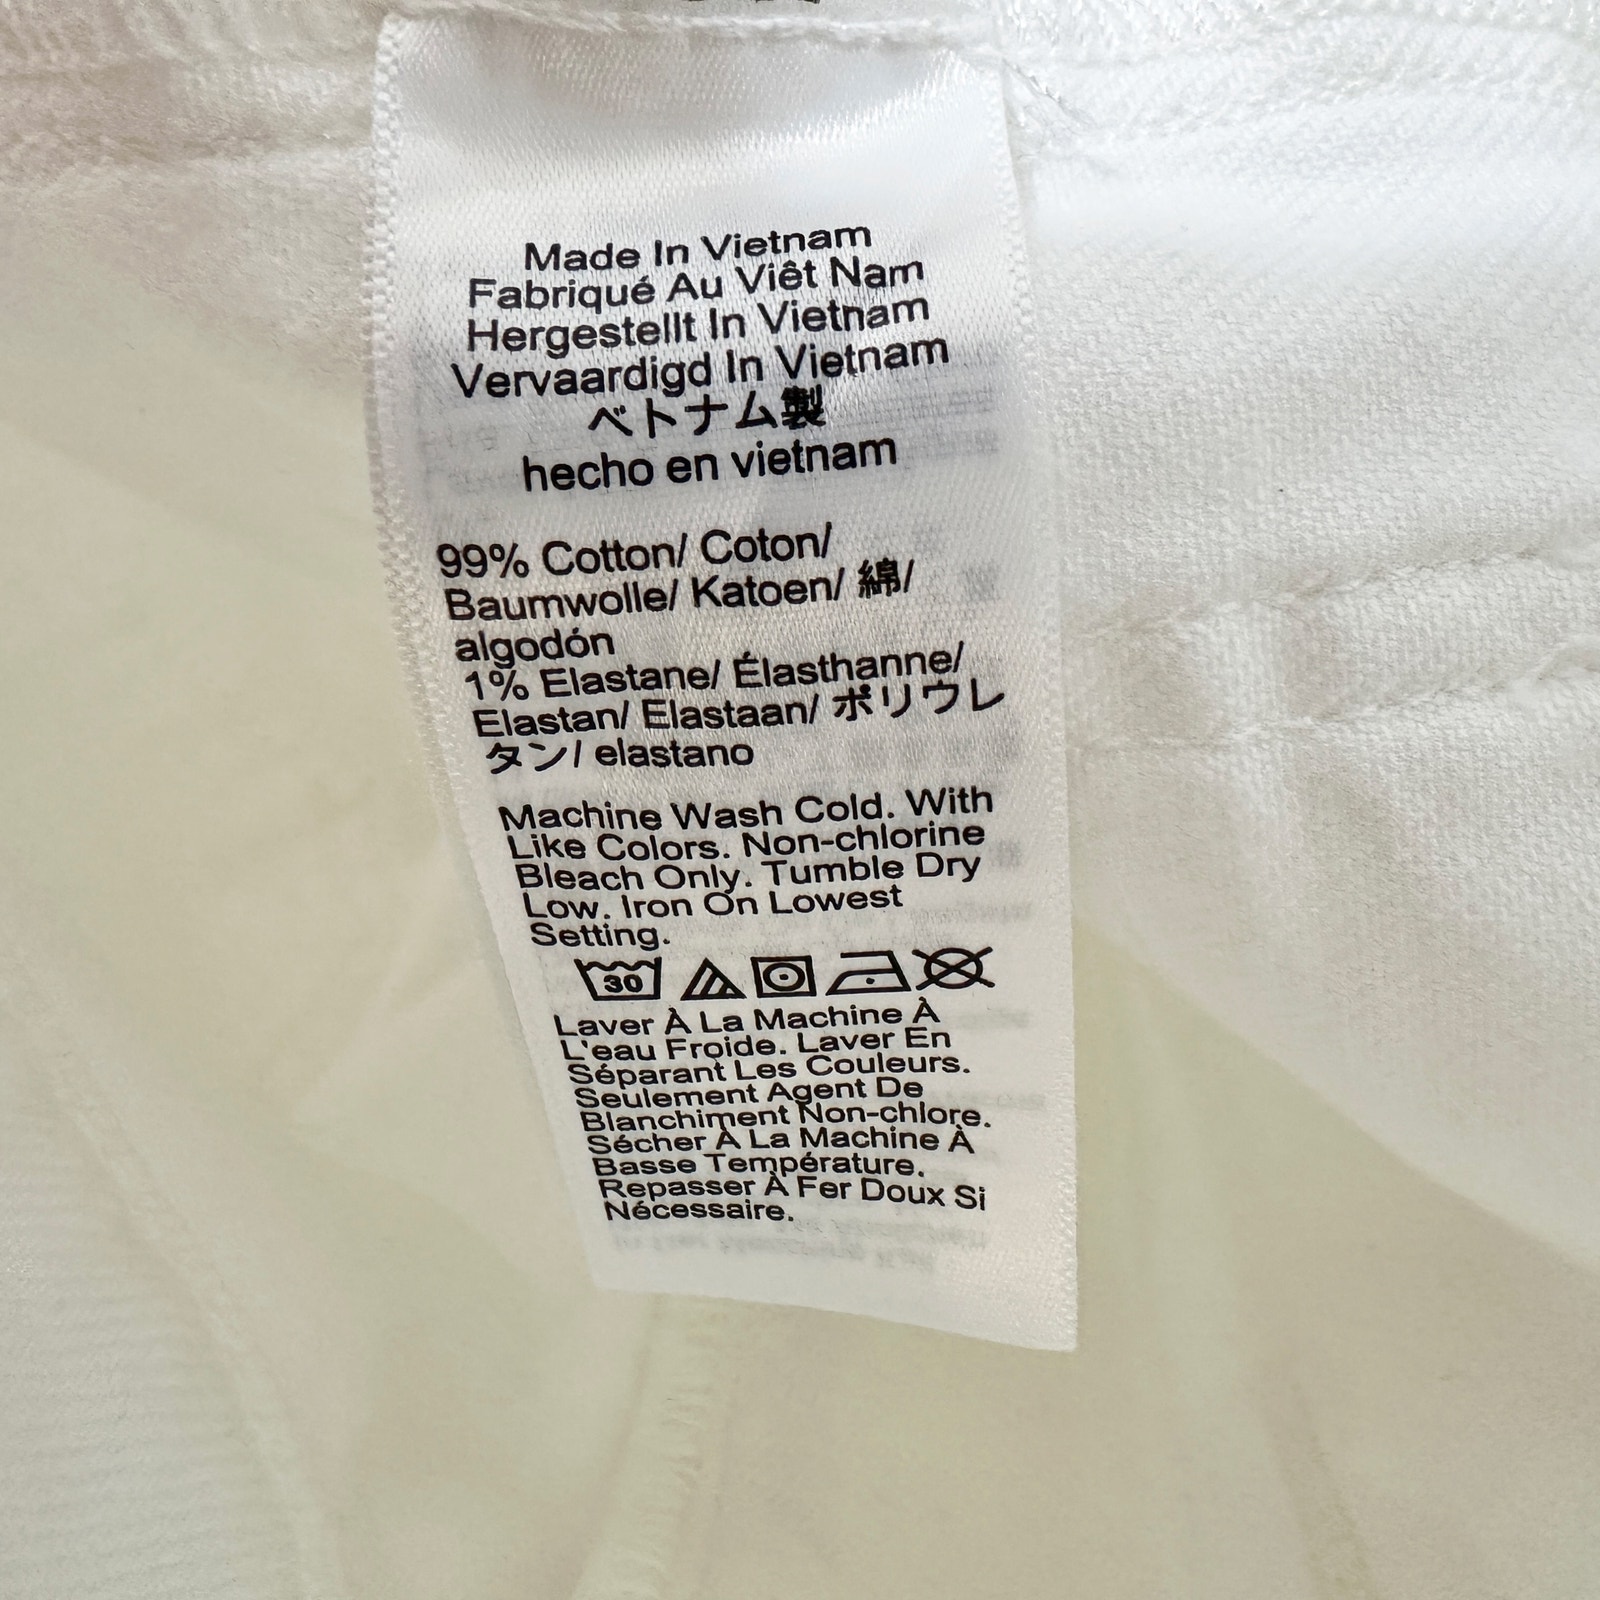 Made In Vietnam
Fabriqué Au Viêt Nam
Hergestellt In Vietnam
Vervaardigd In Vietnam
ベトナム製
hecho en vietnam
99% Cotton/ Coton/
Baumwolle/ Katoen/ 綿/
algodón
1% Elastane/ Élasthanne/
Elastan/ Elastaan/ ポリウレ
タン/ elastano
Machine Wash Cold. With
Like Colors. Non-chlorine
Bleach Only. Tumble Dry
Low. Iron On Lowest
Setting.
30
Laver À La Machine À
L'eau Froide. Laver En
Séparant Les Couleurs.
Seulement Agent De
Blanchiment Non-chlore.
Sécher À La Machine À
Basse Température.
Repasser À Fer Doux Si
Nécessaire.